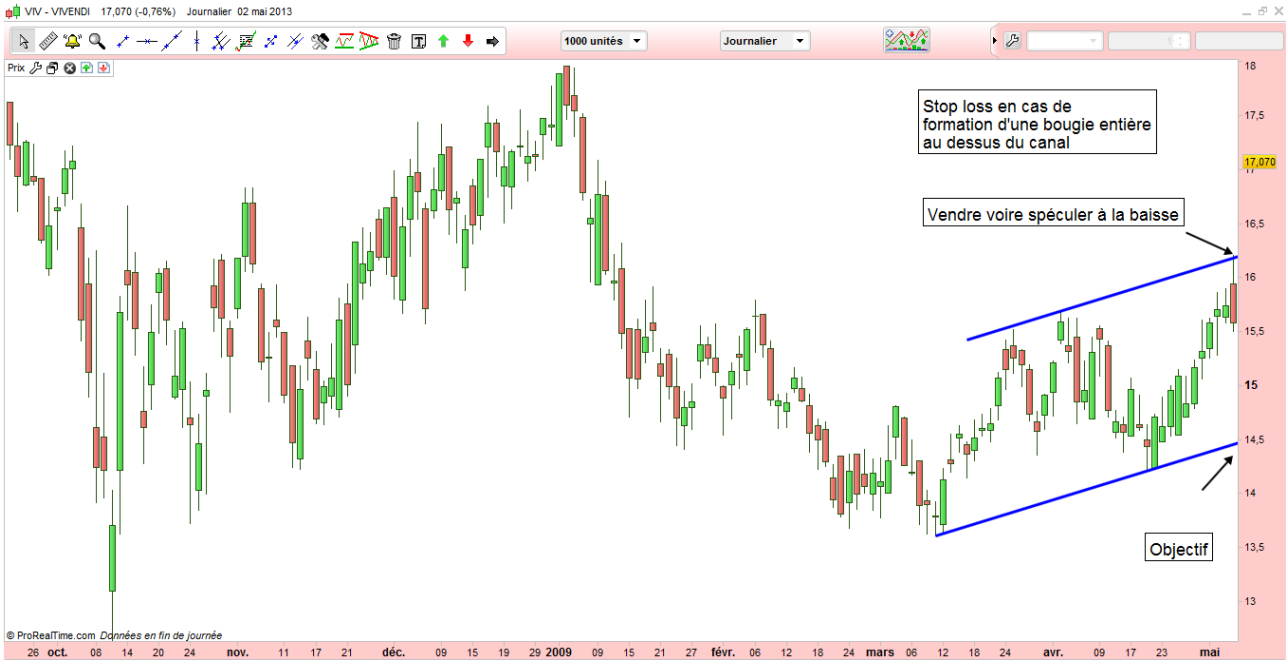 VIV - VIVENDI 17,070 (-0,76%) Journalier 02 mai 2013
1000 unités
Journalier
Prix
Stop loss en cas de
formation d'une bougie entière
au dessus du canal
Vendre voire spéculer à la baisse
Objectif
18
17,5
17,070
17
16,5
16
15,5
15
14,5
14
13,5
13
© ProRealTime.com Données en fin de journée
26 oct. 08 14 20 24 nov. 11 17 21 déc. 09 15 19 29 2009 09 15 21 27 févr. 06 12 18 24 mars 06 12 18 24 avr. 09 17 23 mai